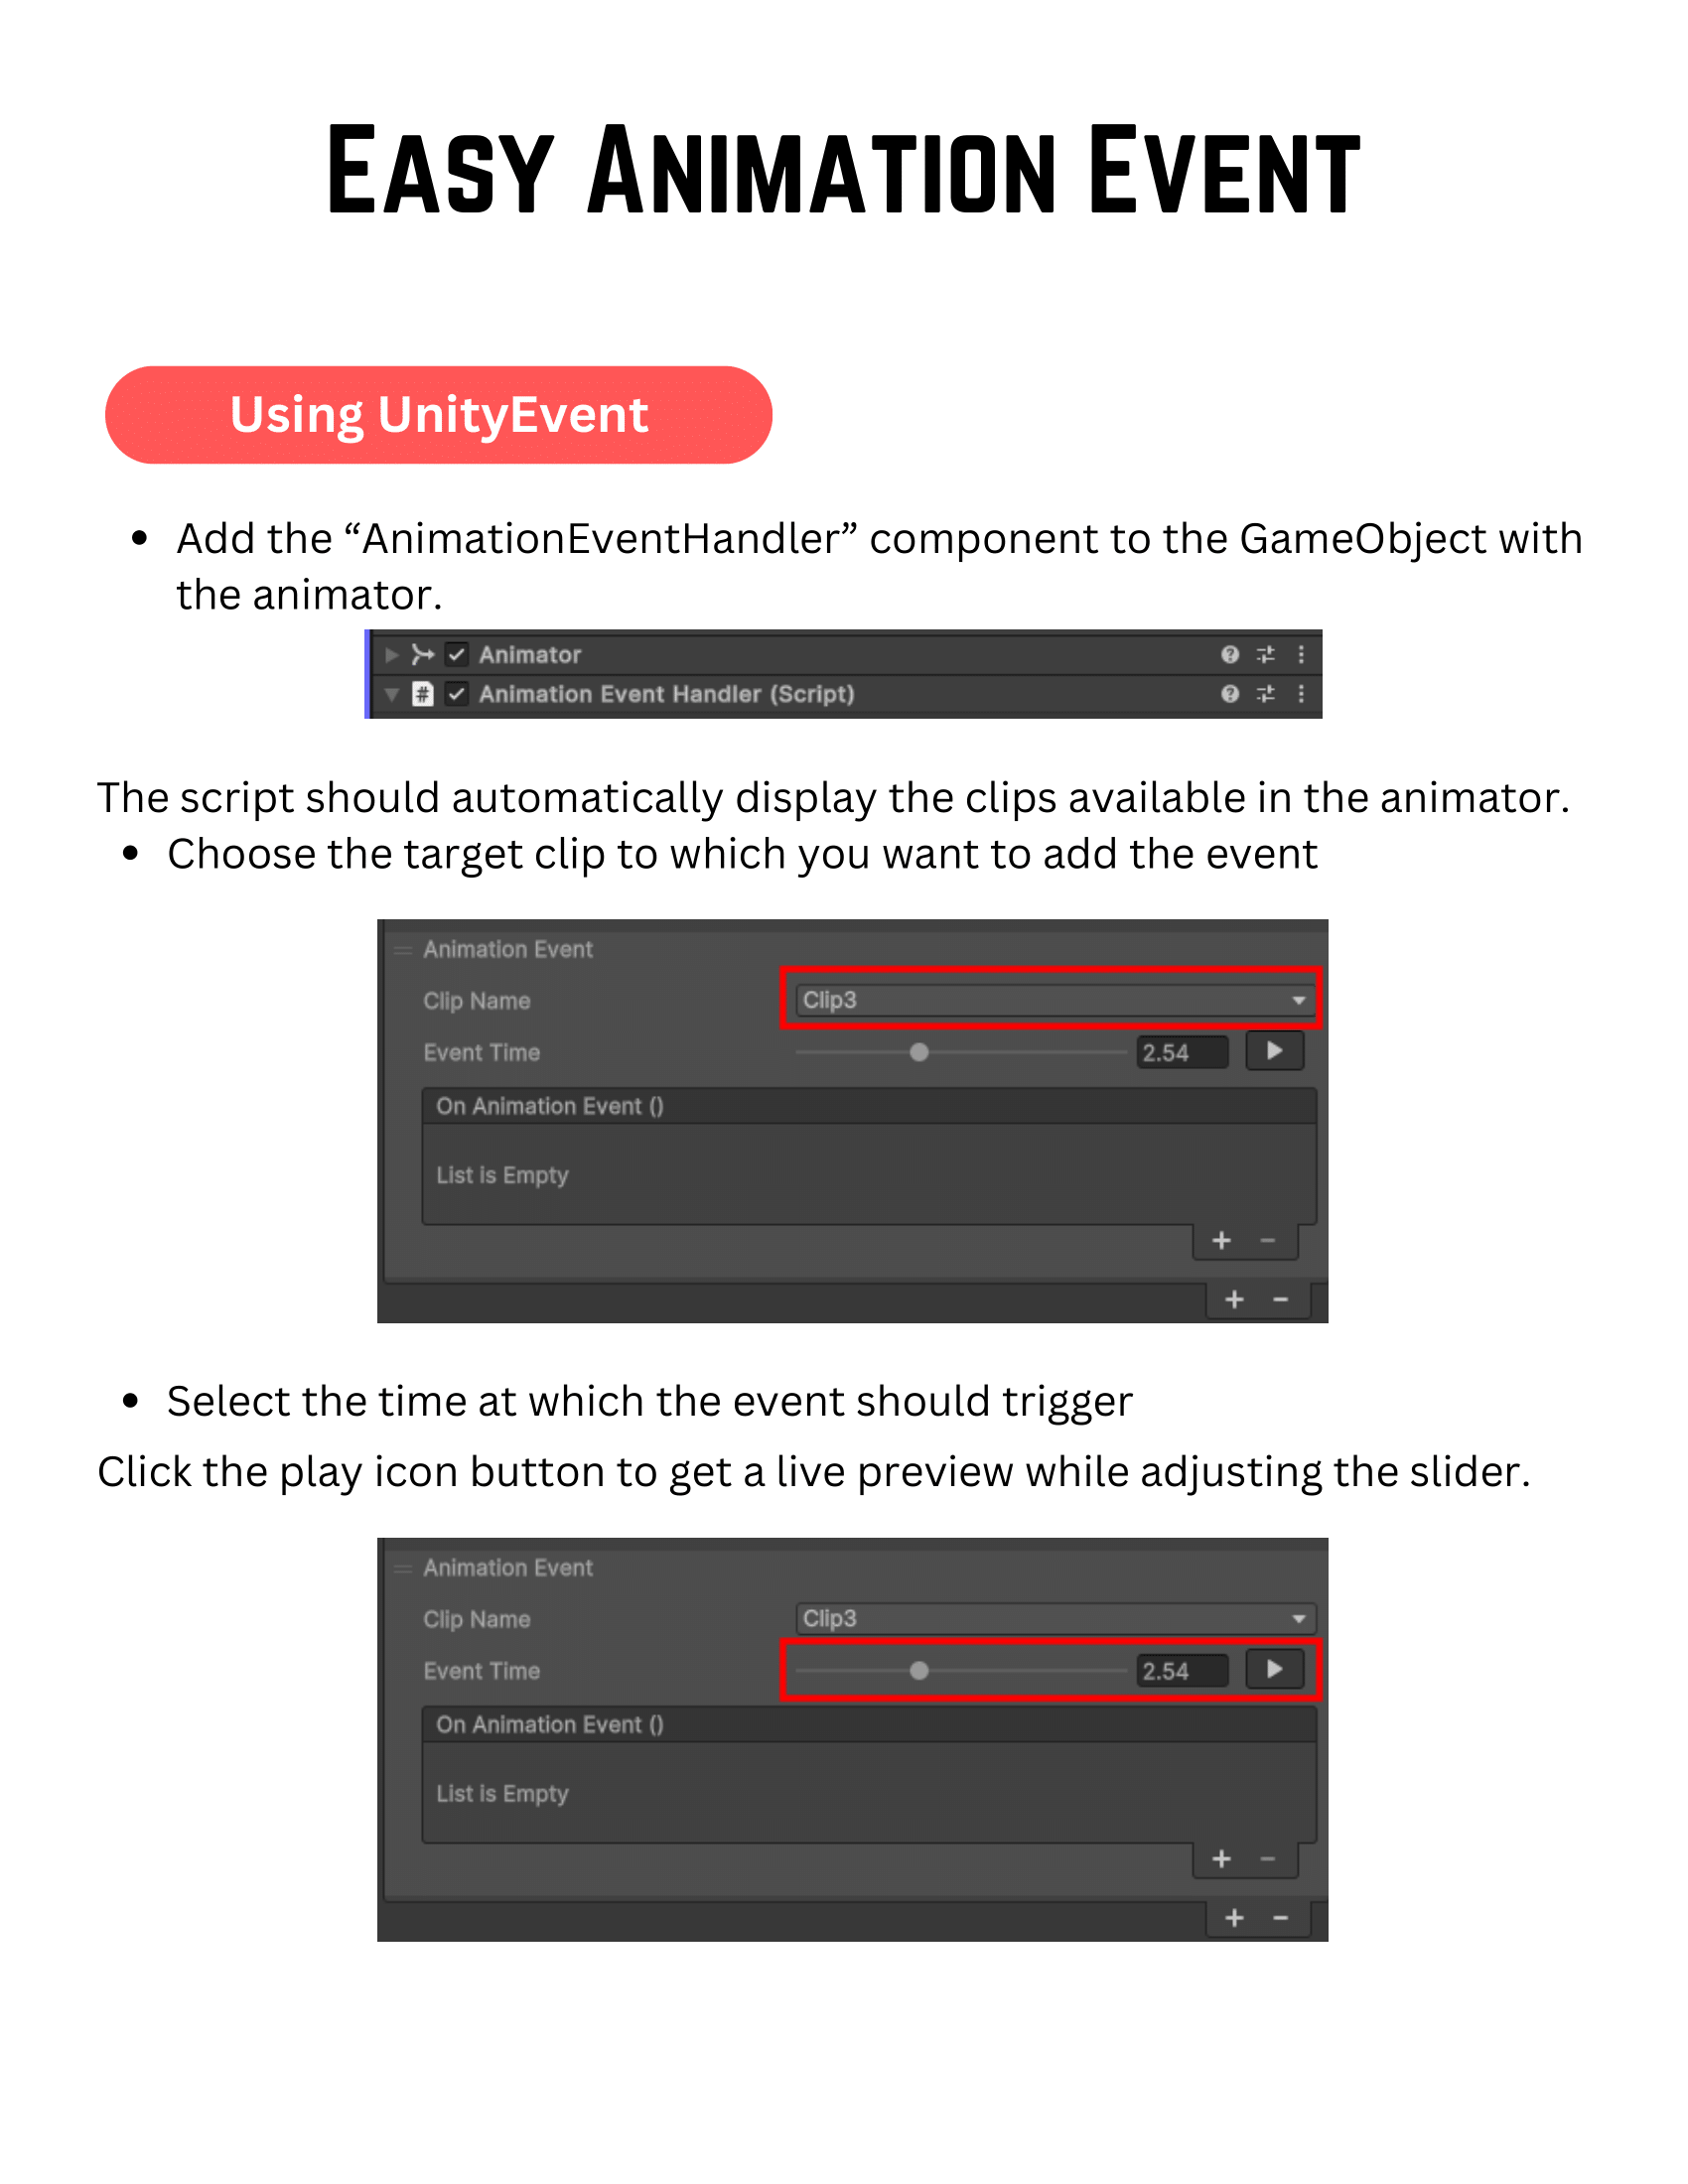 Easy Animation Event
Using UnityEvent
• Add the “AnimationEventHandler” component to the GameObject with
the animator.
Animator
# Animation Event Handler (Script)
The script should automatically display the clips available in the animator.
• Choose the target clip to which you want to add the event
Animation Event
Clip Name Clip3
Event Time 2.54
On Animation Event ()
List is Empty
+ −
+ −
• Select the time at which the event should trigger
Click the play icon button to get a live preview while adjusting the slider.
Animation Event
Clip Name Clip3
Event Time 2.54
On Animation Event ()
List is Empty
+ −
+ −